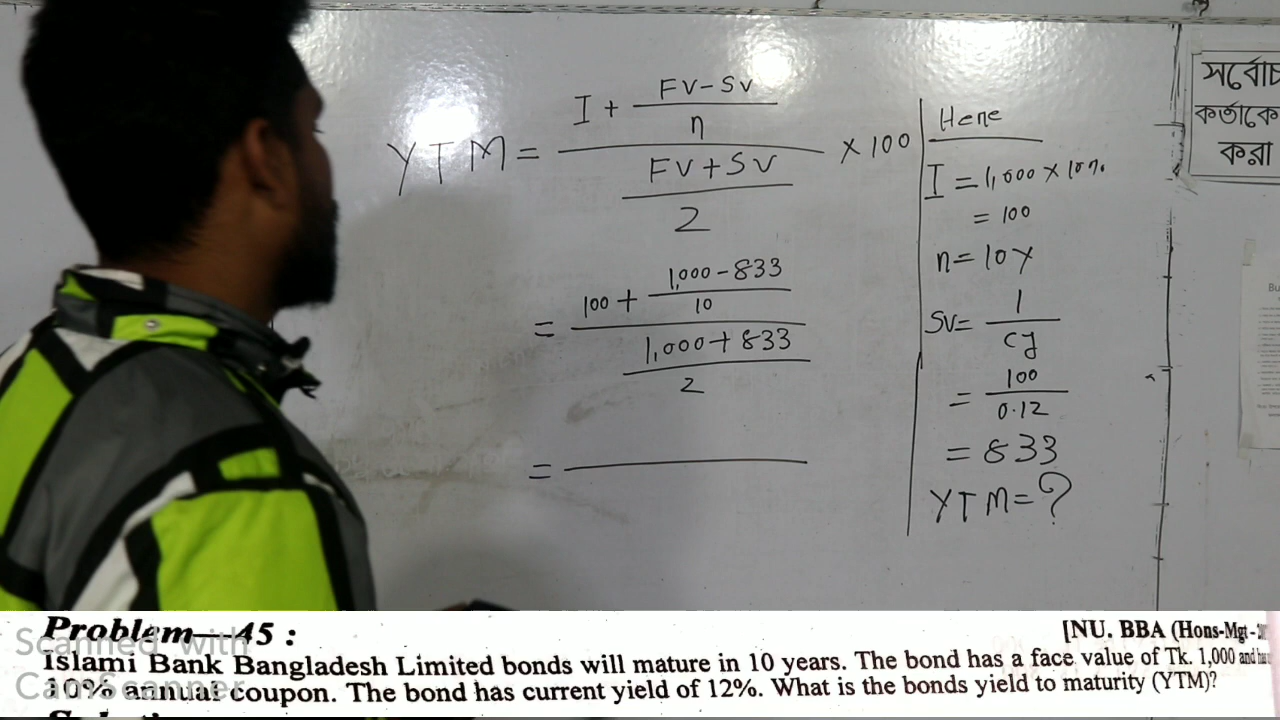 YTM = (I + (FV-SV)/n) / ((FV+SV)/2) × 100
= (100 + (1,000-833)/10) / ((1,000+833)/2)
=
Here
I = 1,000 × 10%
= 100
n = 10 Y
SV = I/cy
= 100/0.12
= 833
YTM = ?
সর্বোচ
কর্তাকে
করা
Bu
Problem—45 :
[NU. BBA (Hons-Mgt-
Islami Bank Bangladesh Limited bonds will mature in 10 years. The bond has a face value of Tk. 1,000 and
10% annual coupon. The bond has current yield of 12%. What is the bonds yield to maturity (YTM)?
Scanned with
CamScanner